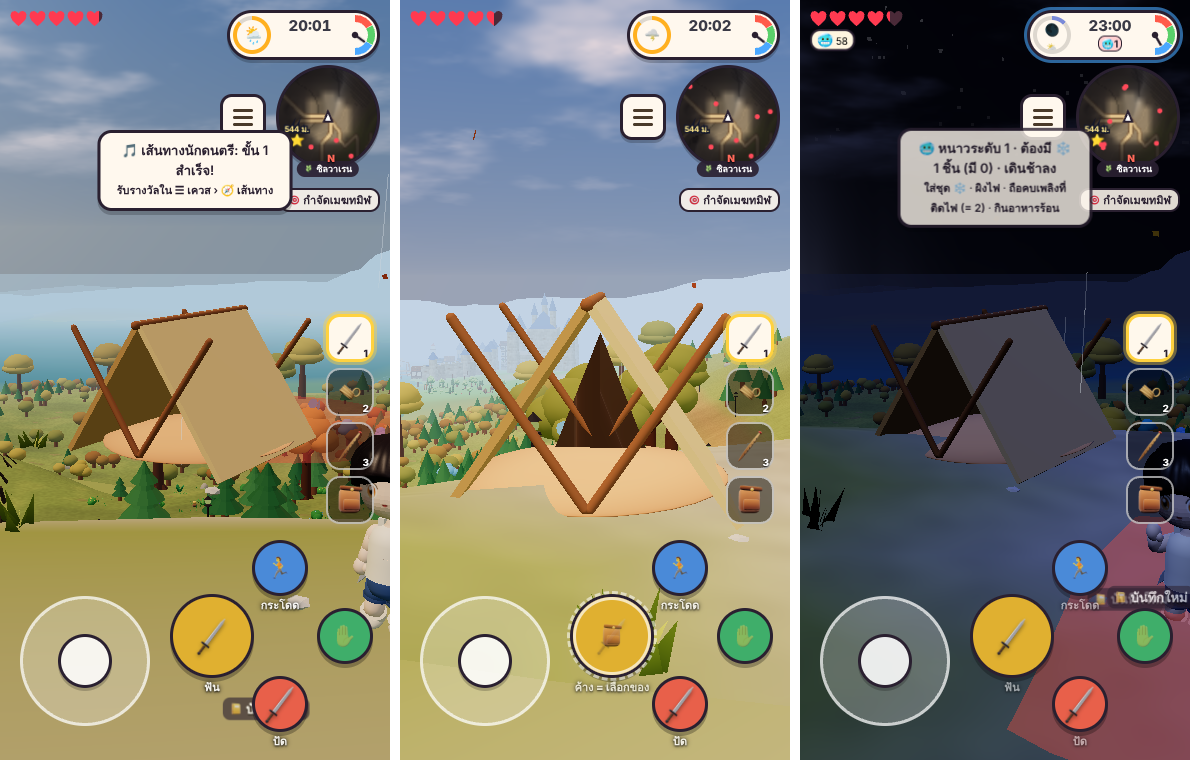 20:01
544 ม.
N
ซิลวาเรน
🎵 เส้นทางนักดนตรี: ขั้น 1
สำเร็จ!
รับรางวัลใน ☰ เควส › 🧭 เส้นทาง
กำจัดเมฆทมิฬ
1
2
3
กระโดด
ฟัน
ปัด
20:02
544 ม.
N
ซิลวาเรน
กำจัดเมฆทมิฬ
1
2
กระโดด
ค้าง = เลือกของ
ปัด
58
23:00
1
544 ม.
N
ซิลวาเรน
🥶 หนาวระดับ 1 · ต้องมี ❄️
1 ชิ้น (มี 0) · เดินช้าลง
ใส่ชุด ❄️ · ผิงไฟ · ถือคบเพลิงที่
ติดไฟ (= 2) · กินอาหารร้อน
กำจัดเมฆทมิฬ
1
2
3
กระโดด
บันทึกใหม่
ฟัน
ปัด